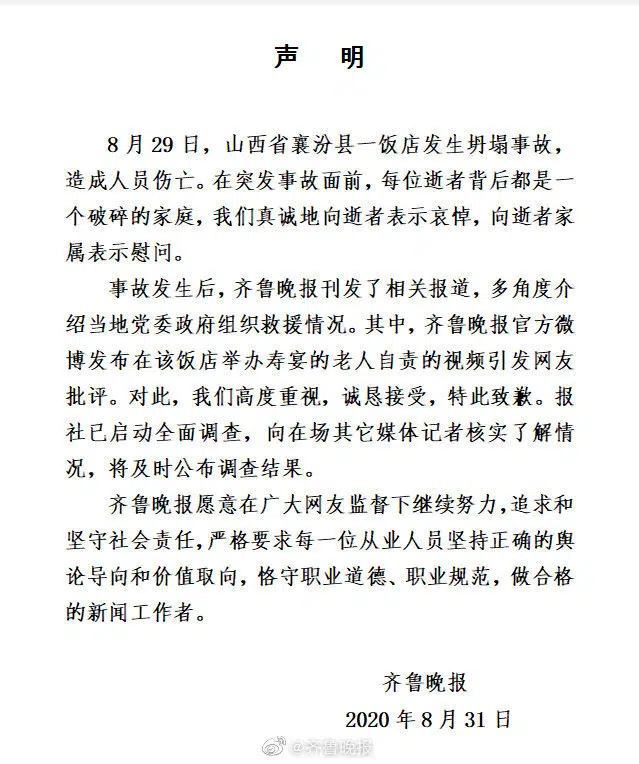 声 明
8月29日，山西省襄汾县一饭店发生坍塌事故，
造成人员伤亡。在突发事故面前，每位逝者背后都是一
个破碎的家庭，我们真诚地向逝者表示哀悼，向逝者家
属表示慰问。
事故发生后，齐鲁晚报刊发了相关报道，多角度介
绍当地党委政府组织救援情况。其中，齐鲁晚报官方微
博发布在该饭店举办寿宴的老人自责的视频引发网友
批评。对此，我们高度重视，诚恳接受，特此致歉。报
社已启动全面调查，向在场其它媒体记者核实了解情
况，将及时公布调查结果。
齐鲁晚报愿意在广大网友监督下继续努力，追求和
坚守社会责任，严格要求每一位从业人员坚持正确的舆
论导向和价值取向，恪守职业道德、职业规范，做合格
的新闻工作者。
齐鲁晚报
2020年8月31日
@齐鲁晚报